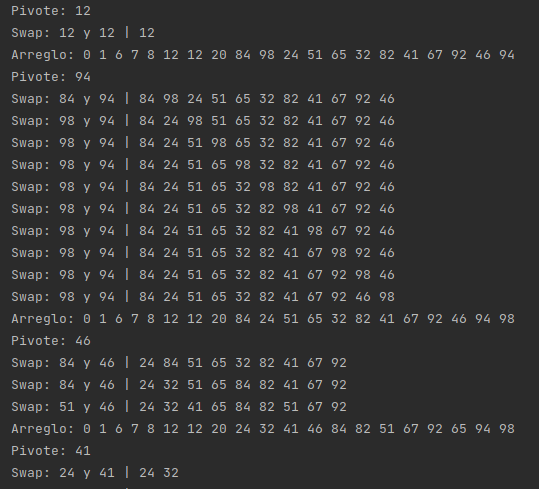 Pivote: 12
Swap: 12 y 12 | 12
Arreglo: 0 1 6 7 8 12 12 20 84 98 24 51 65 32 82 41 67 92 46 94
Pivote: 94
Swap: 84 y 94 | 84 98 24 51 65 32 82 41 67 92 46
Swap: 98 y 94 | 84 24 98 51 65 32 82 41 67 92 46
Swap: 98 y 94 | 84 24 51 98 65 32 82 41 67 92 46
Swap: 98 y 94 | 84 24 51 65 98 32 82 41 67 92 46
Swap: 98 y 94 | 84 24 51 65 32 98 82 41 67 92 46
Swap: 98 y 94 | 84 24 51 65 32 82 98 41 67 92 46
Swap: 98 y 94 | 84 24 51 65 32 82 41 98 67 92 46
Swap: 98 y 94 | 84 24 51 65 32 82 41 67 98 92 46
Swap: 98 y 94 | 84 24 51 65 32 82 41 67 92 98 46
Swap: 98 y 94 | 84 24 51 65 32 82 41 67 92 46 98
Arreglo: 0 1 6 7 8 12 12 20 84 24 51 65 32 82 41 67 92 46 94 98
Pivote: 46
Swap: 84 y 46 | 24 84 51 65 32 82 41 67 92
Swap: 84 y 46 | 24 32 51 65 84 82 41 67 92
Swap: 51 y 46 | 24 32 41 65 84 82 51 67 92
Arreglo: 0 1 6 7 8 12 12 20 24 32 41 46 84 82 51 67 92 65 94 98
Pivote: 41
Swap: 24 y 41 | 24 32